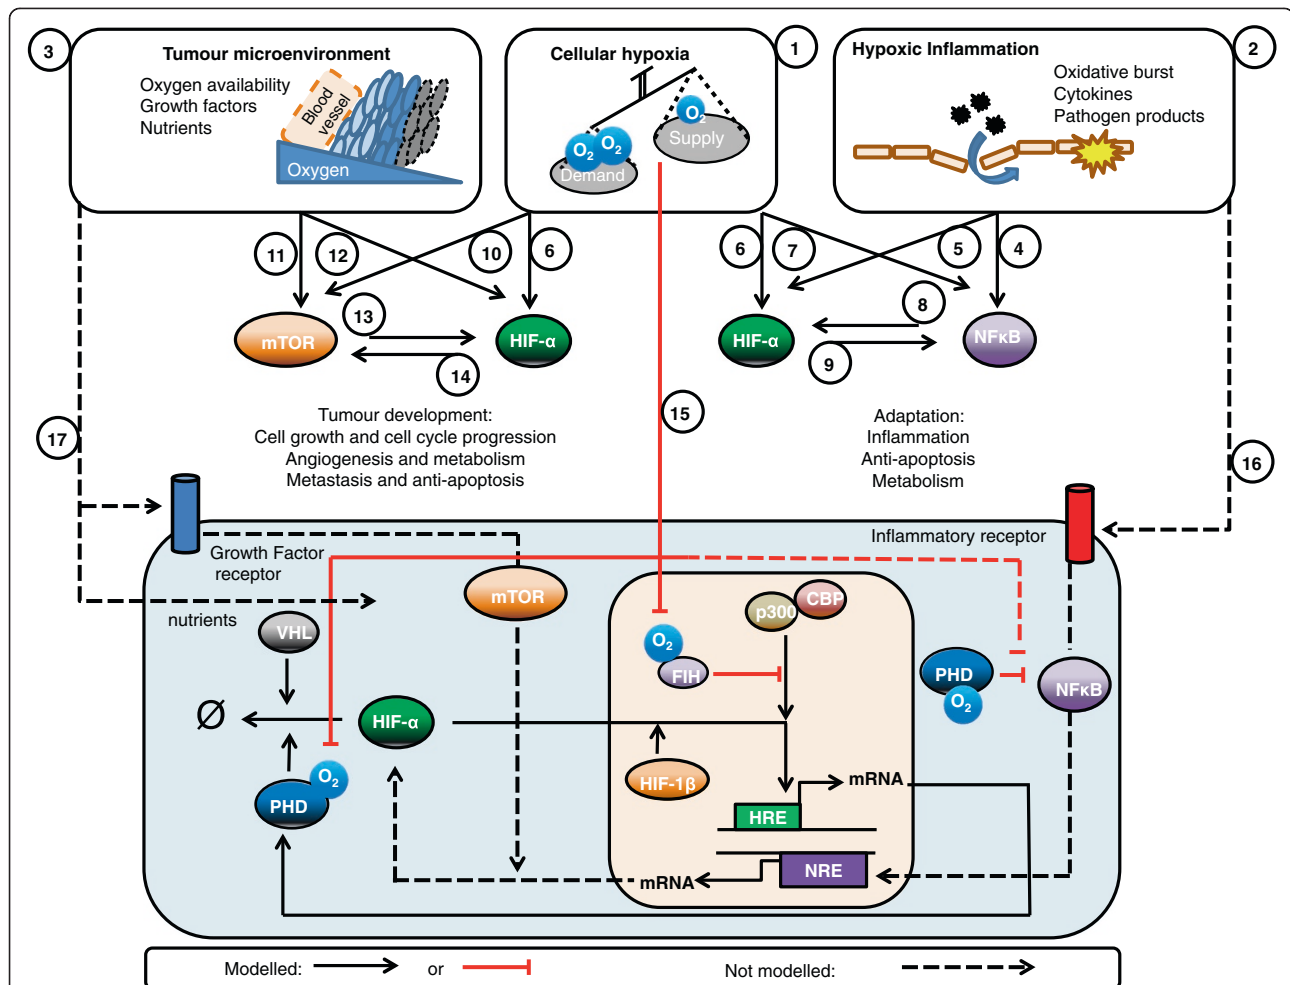 3
Tumour microenvironment
Oxygen availability
Growth factors
Nutrients
Blood
vessel
Oxygen
Cellular hypoxia
1
O2
Supply
O2 O2
Demand
Hypoxic Inflammation
2
Oxidative burst
Cytokines
Pathogen products
11
12
10
6
6
7
5
4
13
8
mTOR
HIF-α
HIF-α
NFκB
14
9
15
17
16
Tumour development:
Cell growth and cell cycle progression
Angiogenesis and metabolism
Metastasis and anti-apoptosis
Adaptation:
Inflammation
Anti-apoptosis
Metabolism
Growth Factor
receptor
Inflammatory receptor
nutrients
mTOR
VHL
p300
CBP
O2
FIH
PHD
O2
NFκB
Ø
HIF-α
O2
PHD
HIF-1β
mRNA
HRE
NRE
mRNA
Modelled: or Not modelled: